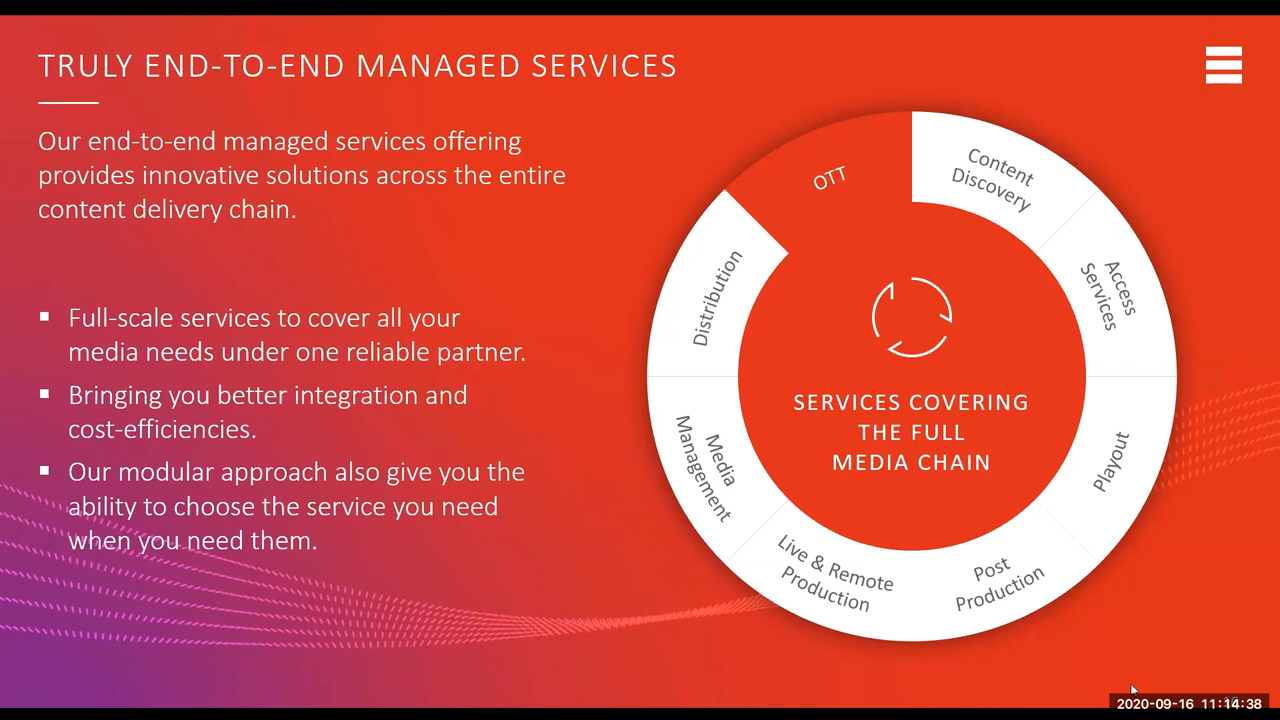 TRULY END-TO-END MANAGED SERVICES
Our end-to-end managed services offering
provides innovative solutions across the entire
content delivery chain.
Full-scale services to cover all your
media needs under one reliable partner.
Bringing you better integration and
cost-efficiencies.
Our modular approach also give you the
ability to choose the service you need
when you need them.
OTT
Content
Discovery
Access
Services
Playout
Post
Production
Live & Remote
Production
Media
Management
Distribution
SERVICES COVERING
THE FULL
MEDIA CHAIN
2020-09-16 11:14:38